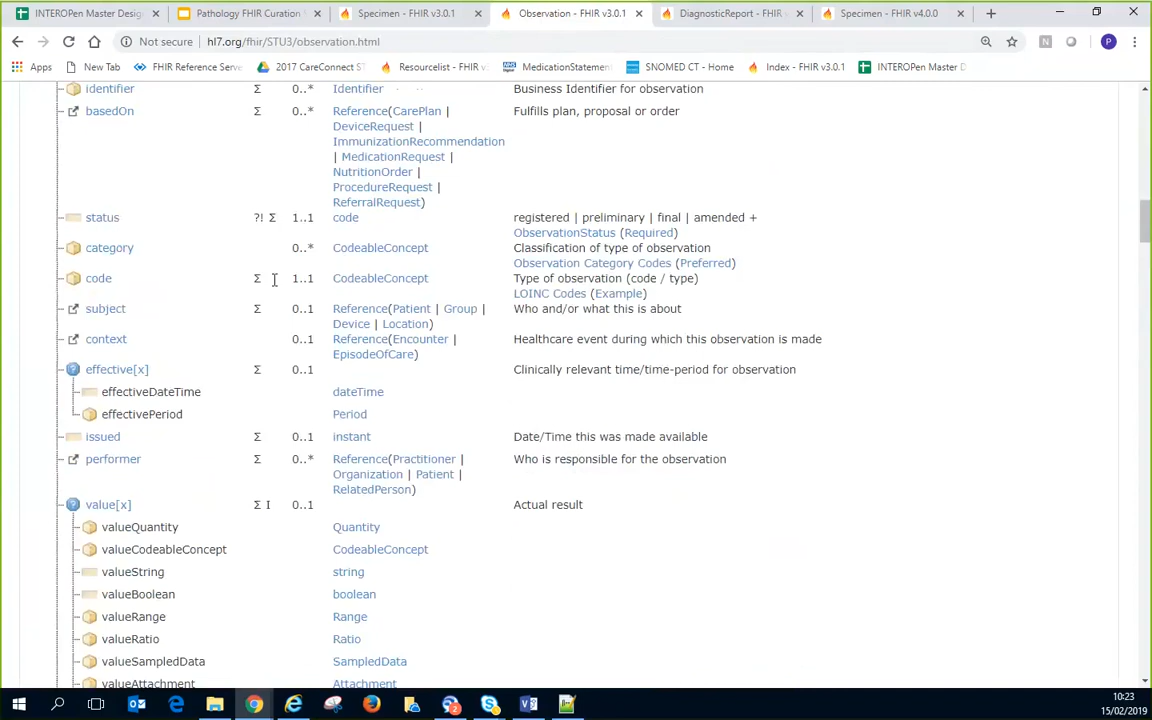 INTEROPen Master Desig
Pathology FHIR Curation
Specimen - FHIR v3.0.1
Observation - FHIR v3.0.1
DiagnosticReport - FHIR v
Specimen - FHIR v4.0.0
Not secure | hl7.org/fhir/STU3/observation.html
N
P
Apps
New Tab
FHIR Reference Serve
2017 CareConnect ST
Resourcelist - FHIR v
MedicationStatement
SNOMED CT - Home
Index - FHIR v3.0.1
INTEROPen Master D
identifier Σ 0..* Identifier Business Identifier for observation
basedOn Σ 0..* Reference(CarePlan | Fulfills plan, proposal or order
DeviceRequest |
ImmunizationRecommendation
| MedicationRequest |
NutritionOrder |
ProcedureRequest |
ReferralRequest)
status ?! Σ 1..1 code registered | preliminary | final | amended +
ObservationStatus (Required)
category 0..* CodeableConcept Classification of type of observation
Observation Category Codes (Preferred)
code Σ 1..1 CodeableConcept Type of observation (code / type)
LOINC Codes (Example)
subject Σ 0..1 Reference(Patient | Group | Who and/or what this is about
Device | Location)
context 0..1 Reference(Encounter | Healthcare event during which this observation is made
EpisodeOfCare)
effective[x] Σ 0..1 Clinically relevant time/time-period for observation
effectiveDateTime dateTime
effectivePeriod Period
issued Σ 0..1 instant Date/Time this was made available
performer Σ 0..* Reference(Practitioner | Who is responsible for the observation
Organization | Patient |
RelatedPerson)
value[x] Σ I 0..1 Actual result
valueQuantity Quantity
valueCodeableConcept CodeableConcept
valueString string
valueBoolean boolean
valueRange Range
valueRatio Ratio
valueSampledData SampledData
valueAttachment Attachment
10:23
15/02/2019